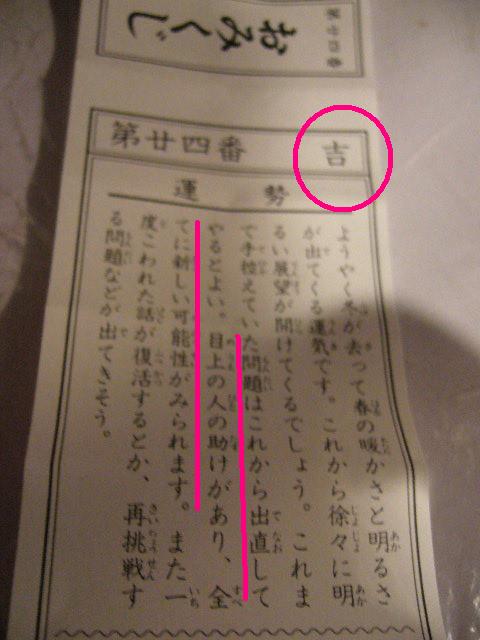 第廿四番
おみくじ
第廿四番 吉
運勢
ようやく冬が去って春の暖かさと明るさ
が出てくる運気です。これから徐々に明
るい展望が開けてくるでしょう。これま
で手控えていた問題はこれから出直して
やるとよい。目上の人の助けがあり、全
てに新しい可能性がみられます。また一
度こわれた話が復活するとか、再挑戦す
る問題などが出てきそう。